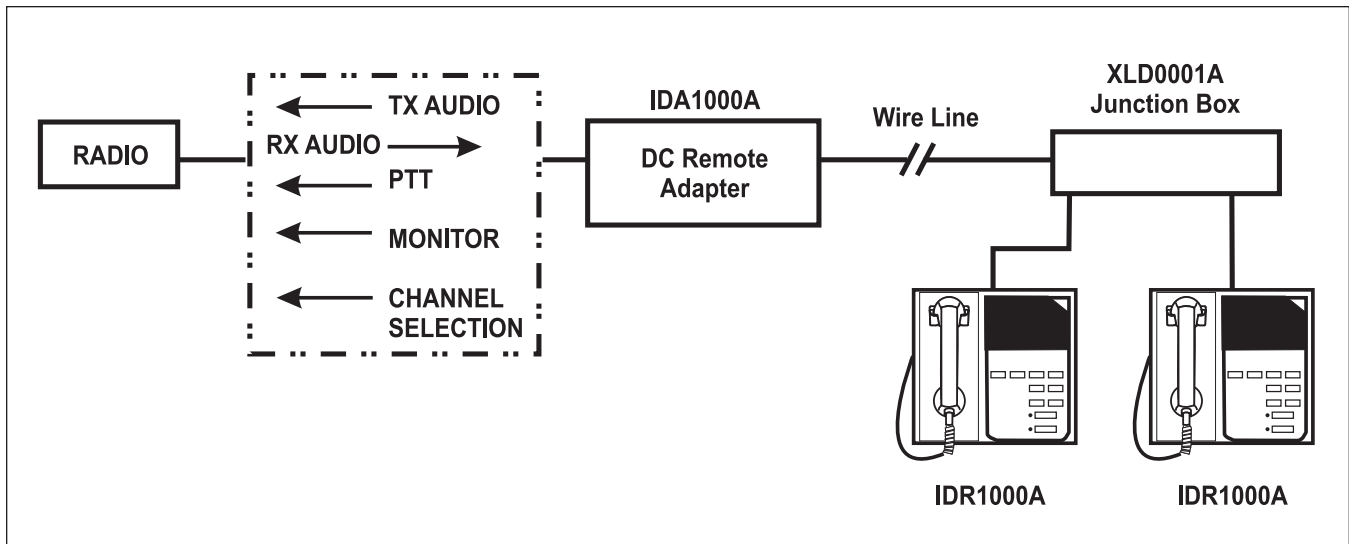 RADIO
TX AUDIO
RX AUDIO
PTT
MONITOR
CHANNEL
SELECTION
IDA1000A
DC Remote
Adapter
Wire Line
XLD0001A
Junction Box
IDR1000A
IDR1000A